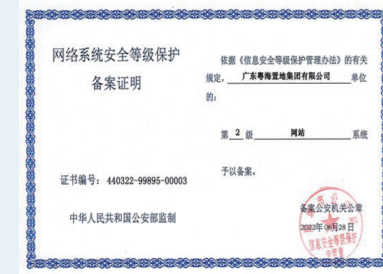 网络系统安全等级保护
备案证明
证书编号：440322-99895-00003
中华人民共和国公安部监制
依据《信息安全等级保护管理办法》的有关
规定，广东粤海置地集团有限公司 单位
的：
第 2 级 网站 系统
予以备案。
备案公安机关公章
2022年06月28日